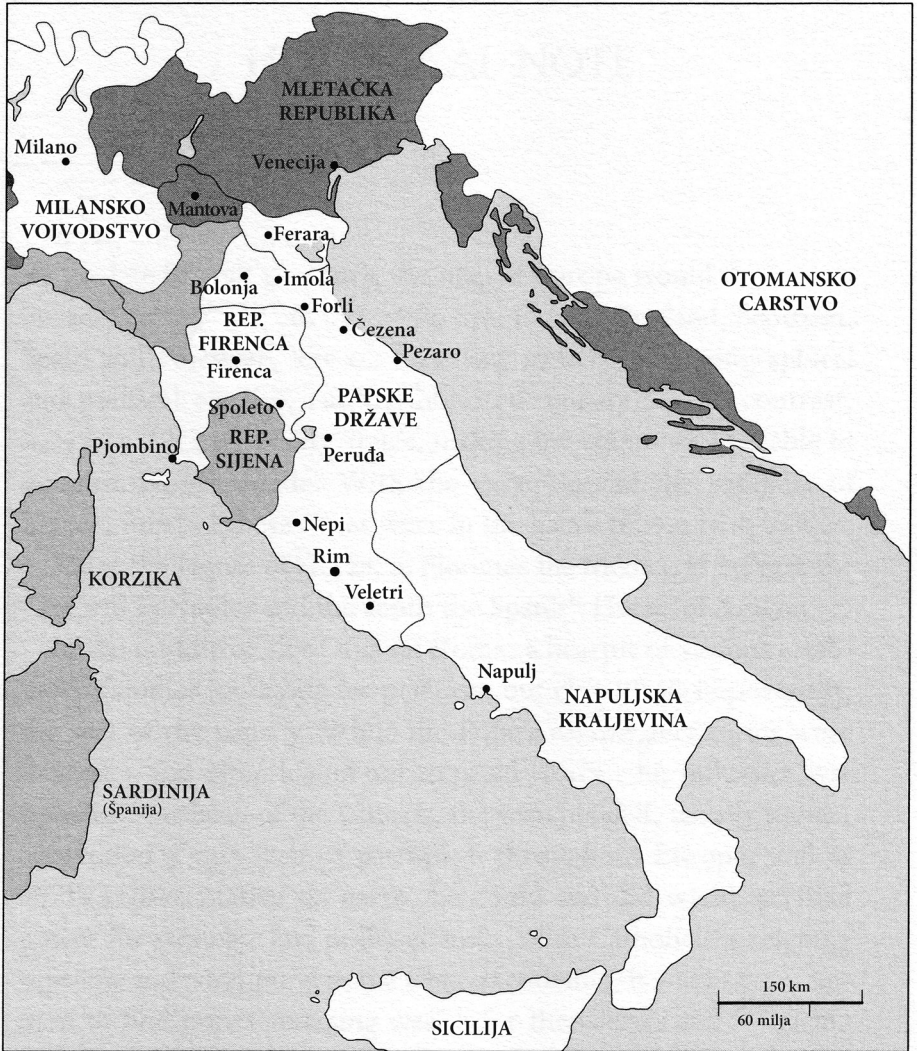 MLETAČKA
REPUBLIKA
Milano
Venecija
Mantova
MILANSKO
VOJVODSTVO
Ferara
Bolonja
Imola
OTOMANSKO
CARSTVO
Forli
REP.
FIRENCA
Čezena
Firenca
Pezaro
PAPSKE
DRŽAVE
Spoleto
REP.
SIJENA
Pjombino
Peruđa
Nepi
Rim
KORZIKA
Veletri
Napulj
NAPULJSKA
KRALJEVINA
SARDINIJA
(Španija)
150 km
60 milja
SICILIJA